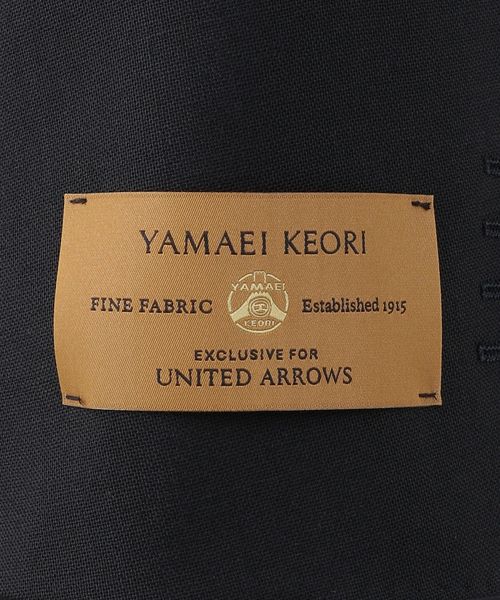 YAMAEI KEORI
FINE FABRIC
YAMAEI
KEORI
Established 1915
EXCLUSIVE FOR
UNITED ARROWS